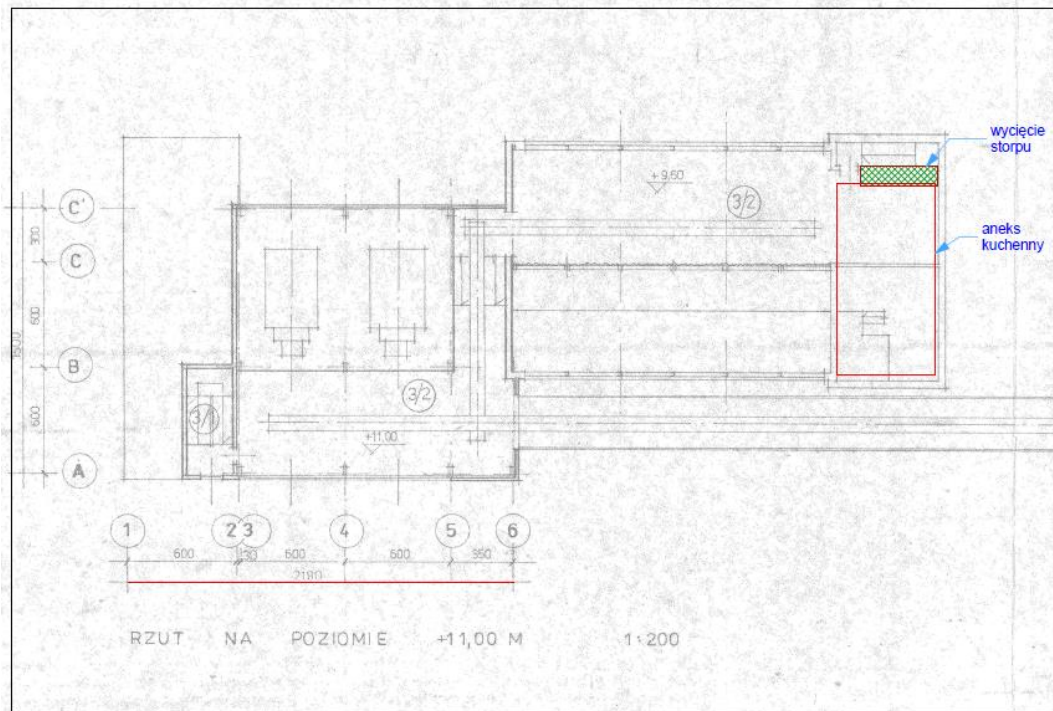 wycięcie
storpu
+9,60
3/2
C'
aneks
kuchenny
300
C
600
B
3/2
3/1
600
+11,00
A
1 2 3 4 5 6
600 30 600 600 350
2180
RZUT NA POZIOMIE +11,00 M 1:200